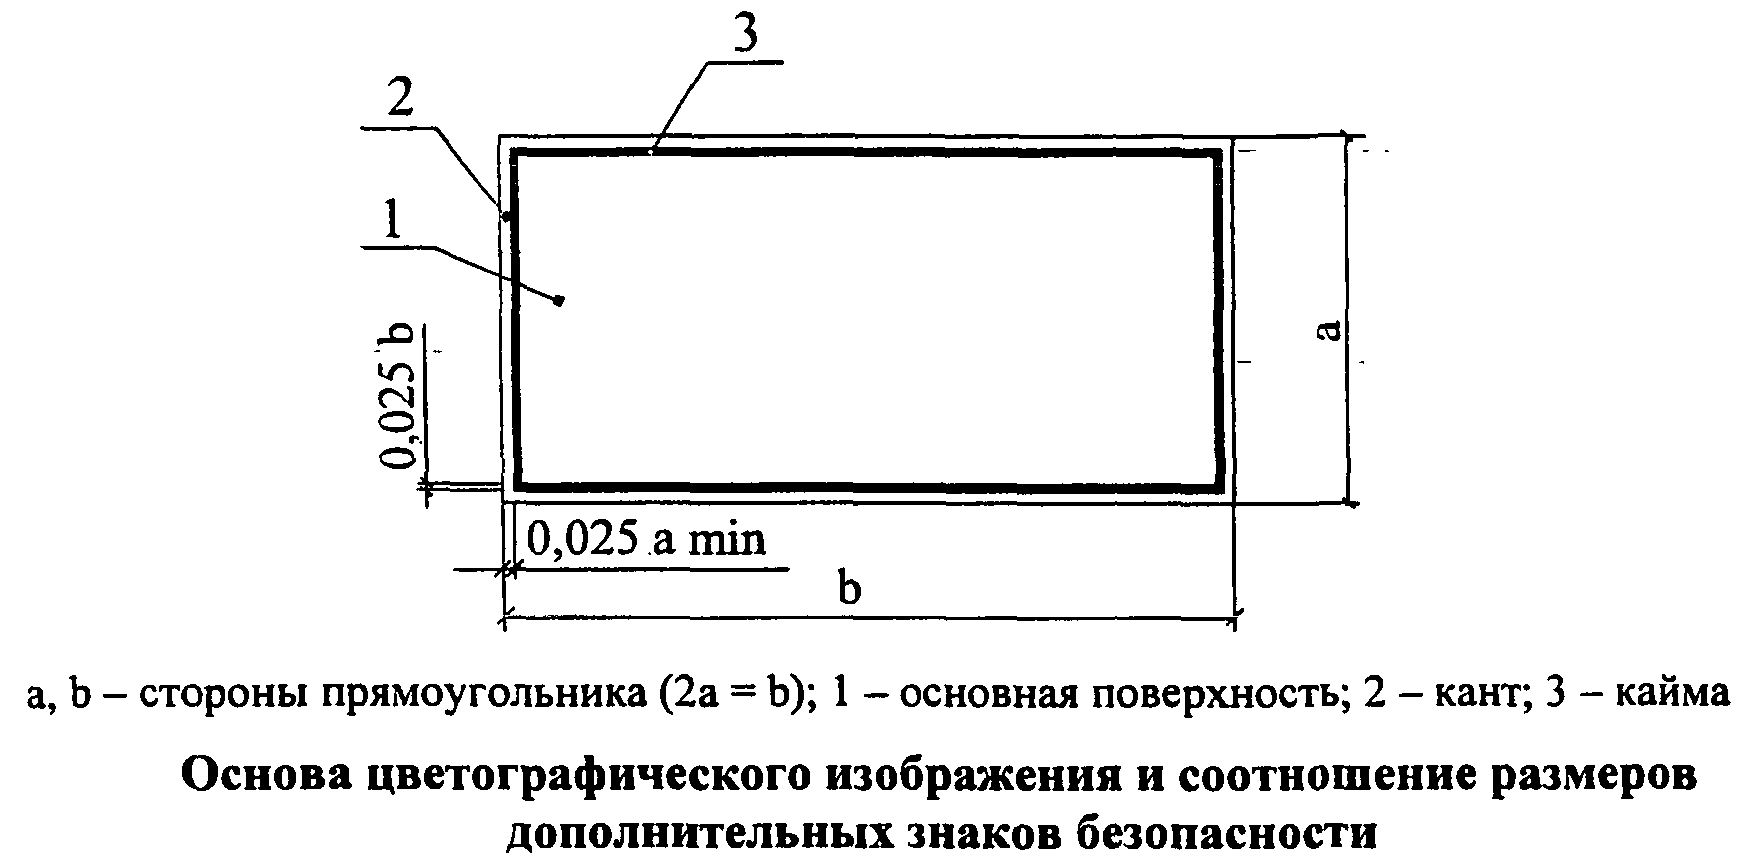 3
2
1
0,025 b
a
0,025 a min
b
a, b – стороны прямоугольника (2a = b); 1 – основная поверхность; 2 – кант; 3 – кайма
Основа цветографического изображения и соотношение размеров
дополнительных знаков безопасности